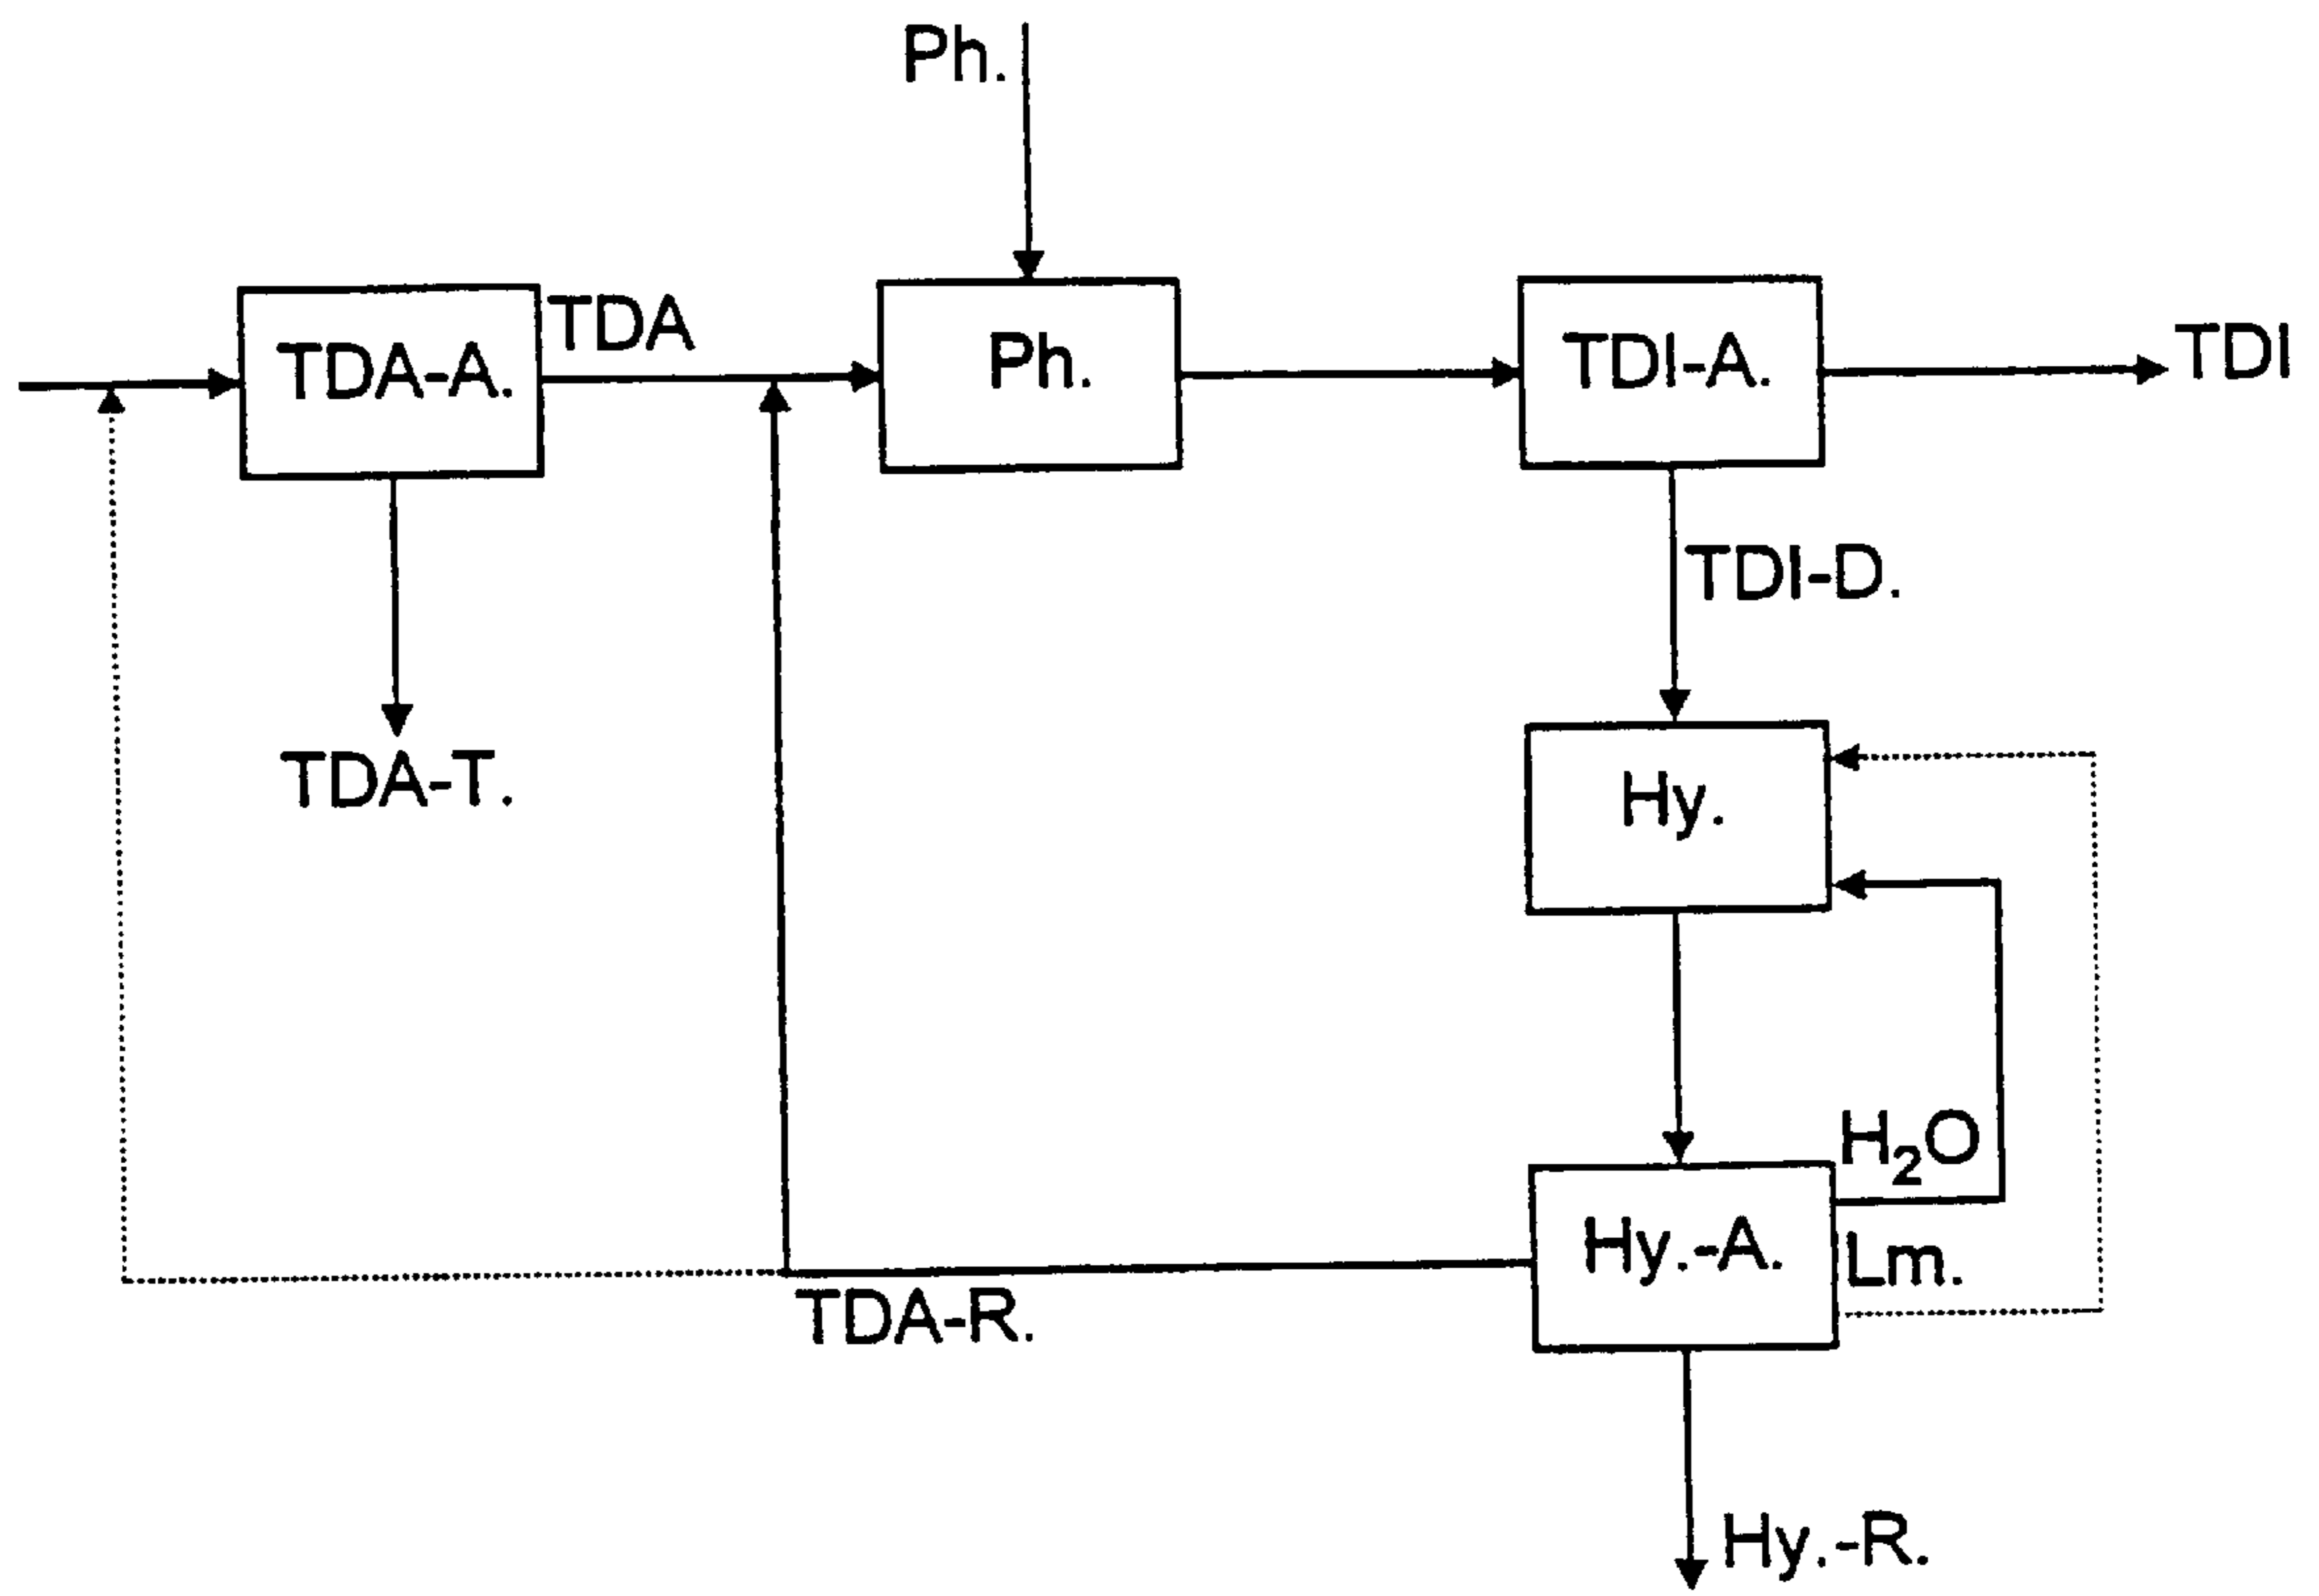 Ph.
TDA-A.
TDA
Ph.
TDI-A.
TDI
TDI-D.
TDA-T.
Hy.
H₂O
Hy.-A.
Lm.
TDA-R.
Hy.-R.